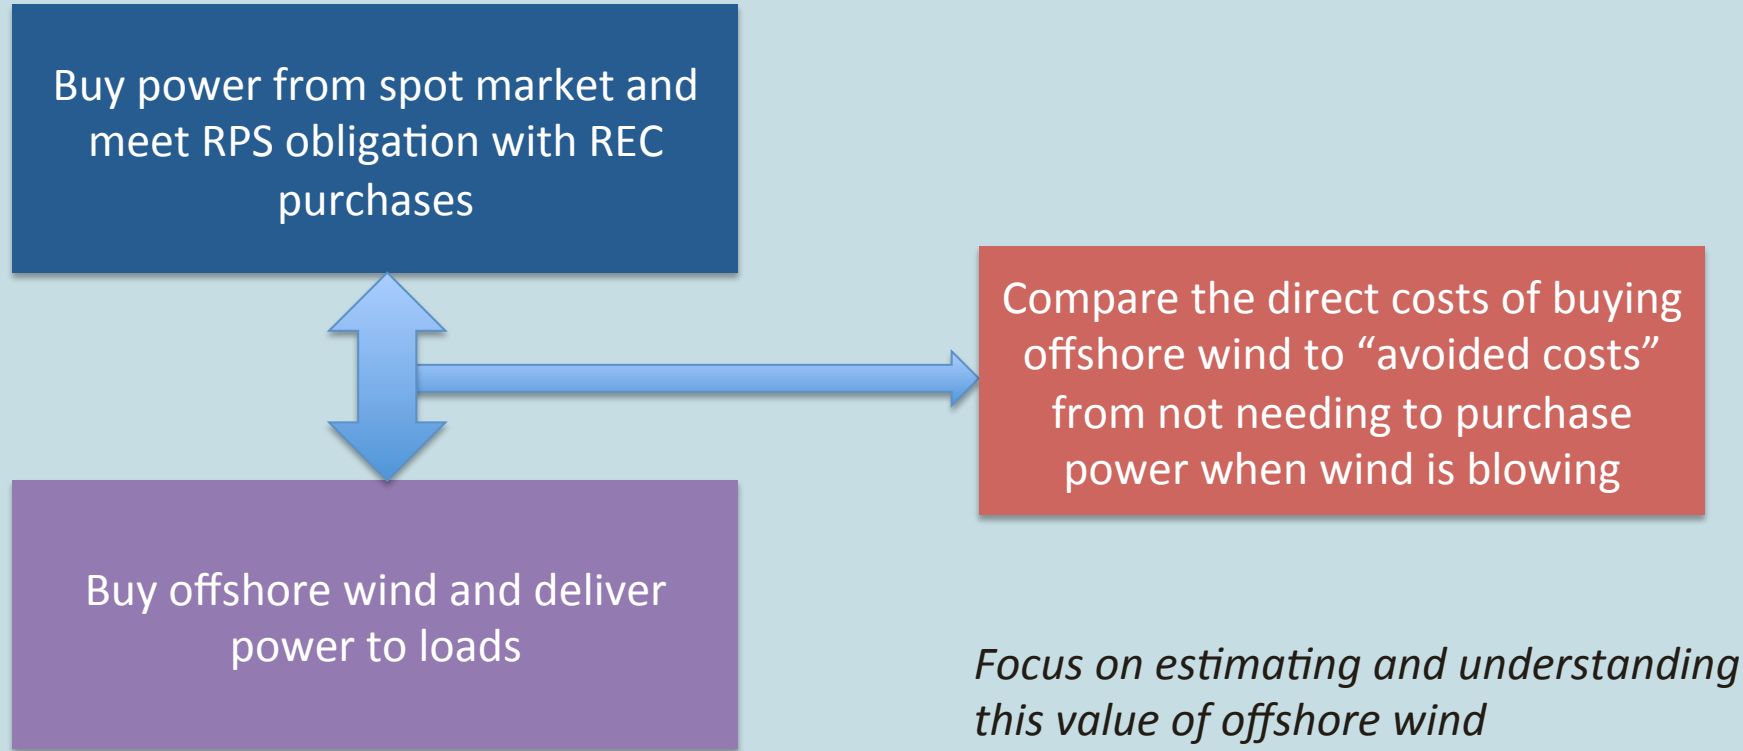 Buy power from spot market and
meet RPS obligation with REC
purchases
Compare the direct costs of buying
offshore wind to “avoided costs”
from not needing to purchase
power when wind is blowing
Buy offshore wind and deliver
power to loads
Focus on estimating and understanding
this value of offshore wind